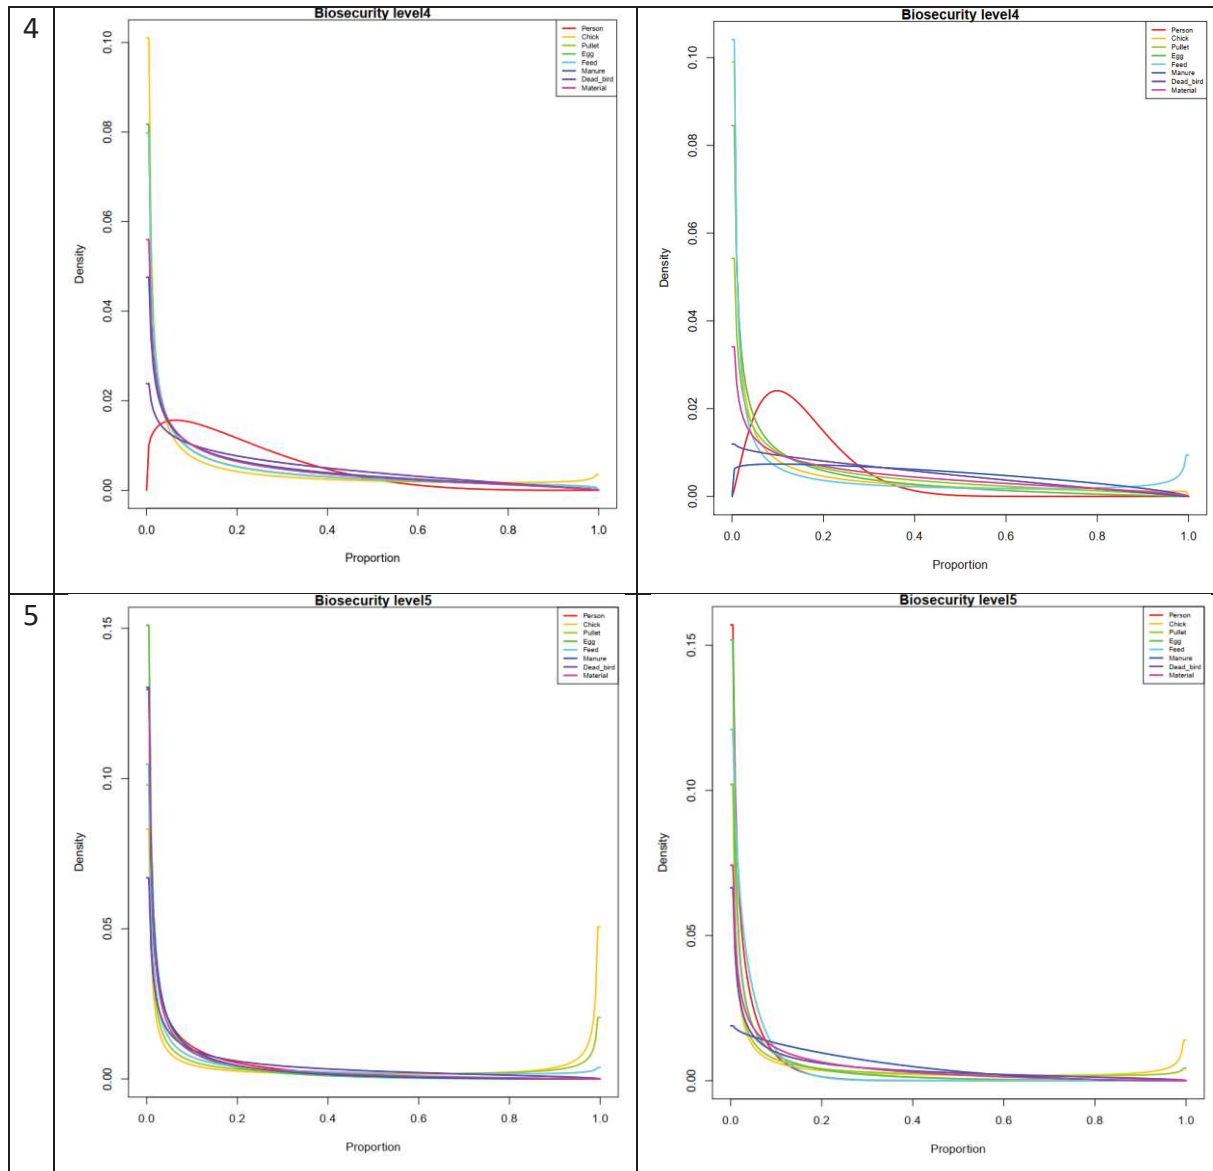 4
Biosecurity level4
Person
Chick
Pullet
Egg
Feed
Manure
Dead_bird
Material
Density
0.10
0.08
0.06
0.04
0.02
0.00
0.0 0.2 0.4 0.6 0.8 1.0
Proportion
Biosecurity level4
Person
Chick
Pullet
Egg
Feed
Manure
Dead_bird
Material
Density
0.10
0.08
0.06
0.04
0.02
0.00
0.0 0.2 0.4 0.6 0.8 1.0
Proportion
5
Biosecurity level5
Person
Chick
Pullet
Egg
Feed
Manure
Dead_bird
Material
Density
0.15
0.10
0.05
0.00
0.0 0.2 0.4 0.6 0.8 1.0
Proportion
Biosecurity level5
Person
Chick
Pullet
Egg
Feed
Manure
Dead_bird
Material
Density
0.15
0.10
0.05
0.00
0.0 0.2 0.4 0.6 0.8 1.0
Proportion